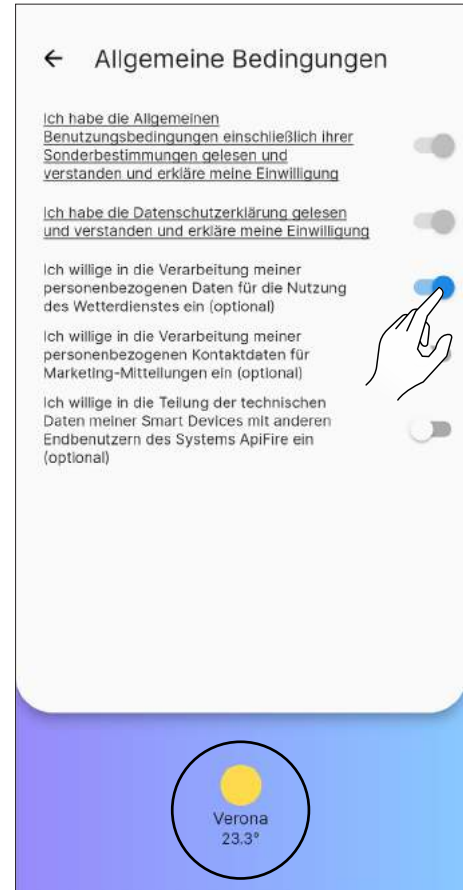 Allgemeine Bedingungen
Ich habe die Allgemeinen
Benutzungsbedingungen einschließlich ihrer
Sonderbestimmungen gelesen und
verstanden und erkläre meine Einwilligung
Ich habe die Datenschutzerklärung gelesen
und verstanden und erkläre meine Einwilligung
Ich willige in die Verarbeitung meiner
personenbezogenen Daten für die Nutzung
des Wetterdienstes ein (optional)
Ich willige in die Verarbeitung meiner
personenbezogenen Kontaktdaten für
Marketing-Mitteilungen ein (optional)
Ich willige in die Teilung der technischen
Daten meiner Smart Devices mit anderen
Endbenutzern des Systems ApiFire ein
(optional)
Verona
23.3°